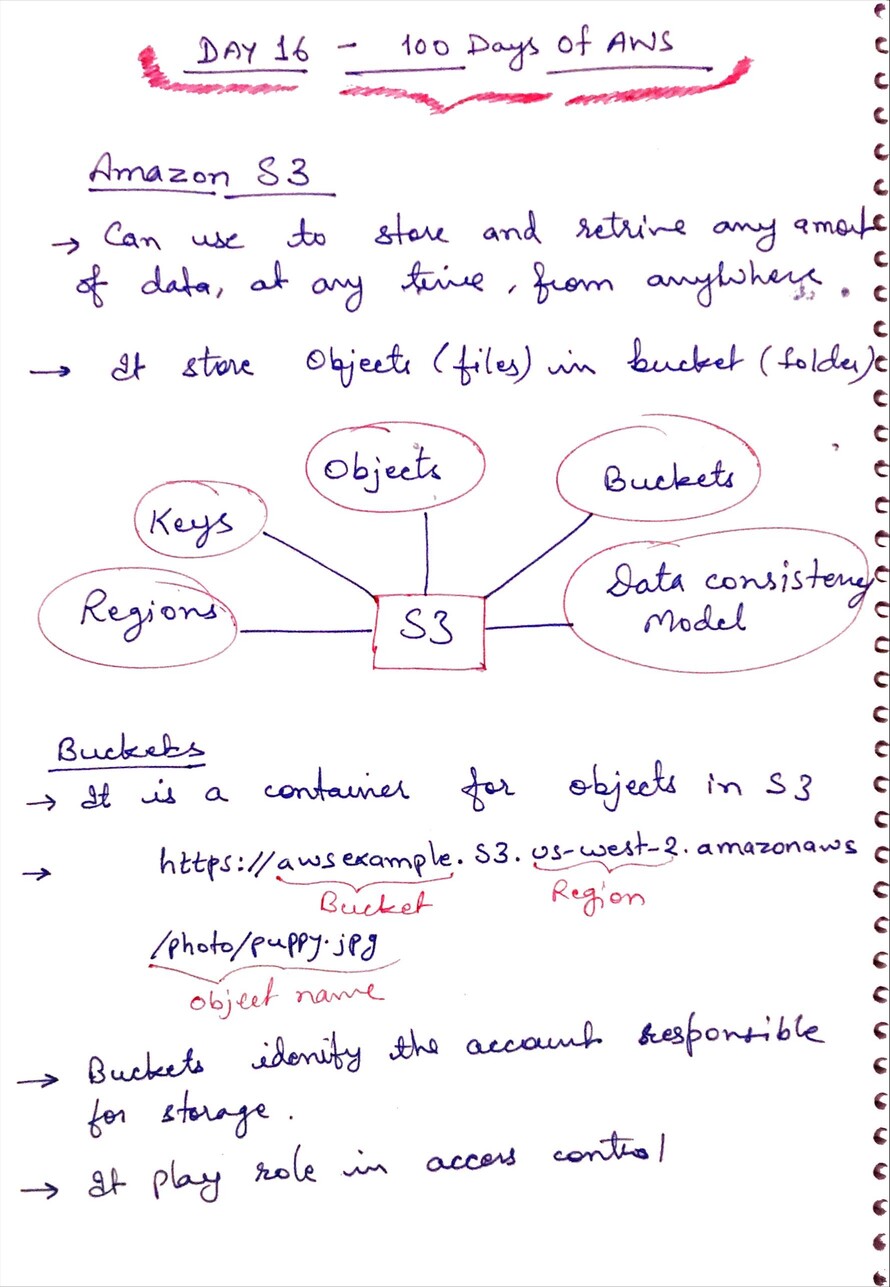 DAY 16 - 100 Days Of AWS
Amazon S3
→ Can use to store and retrive any amout
of data, at any time, from anywhere.
→ It store Objects (files) in bucket (folder)
Objects
Buckets
Keys
Data consisteny
Model
Regions
S3
Buckets
→ It is a container for objects in S3
→ https://awsexample.S3.us-west-2.amazonaws
Bucket Region
/photo/puppy.jpg
object name
→ Buckets idenify the account responsible
for storage.
→ It play role in access control